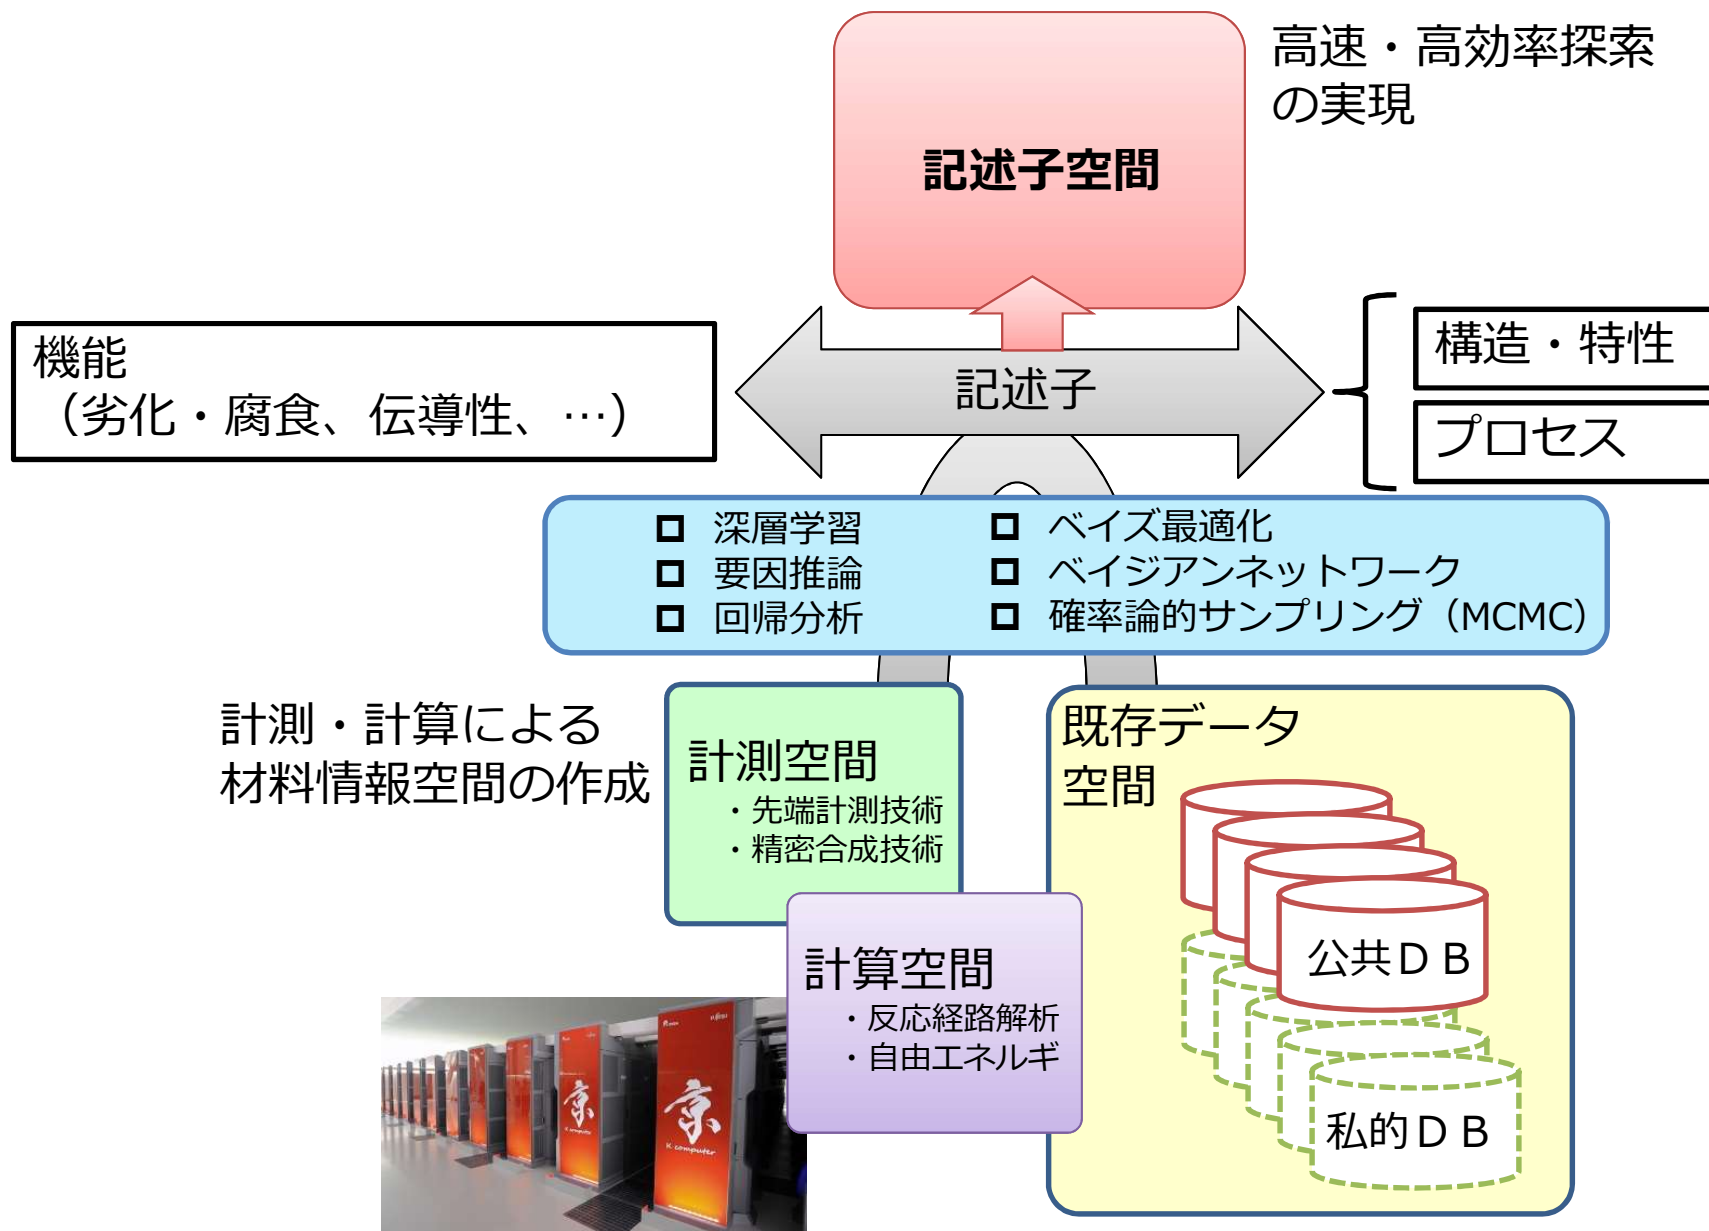 高速・高効率探索
の実現
記述子空間
機能
（劣化・腐食、伝導性、…）
記述子
構造・特性
プロセス
深層学習
要因推論
回帰分析
ベイズ最適化
ベイジアンネットワーク
確率論的サンプリング（MCMC）
計測・計算による
材料情報空間の作成
計測空間
・先端計測技術
・精密合成技術
既存データ
空間
公共ＤＢ
私的ＤＢ
計算空間
・反応経路解析
・自由エネルギ
京
K computer
京
K computer
FUJITSU